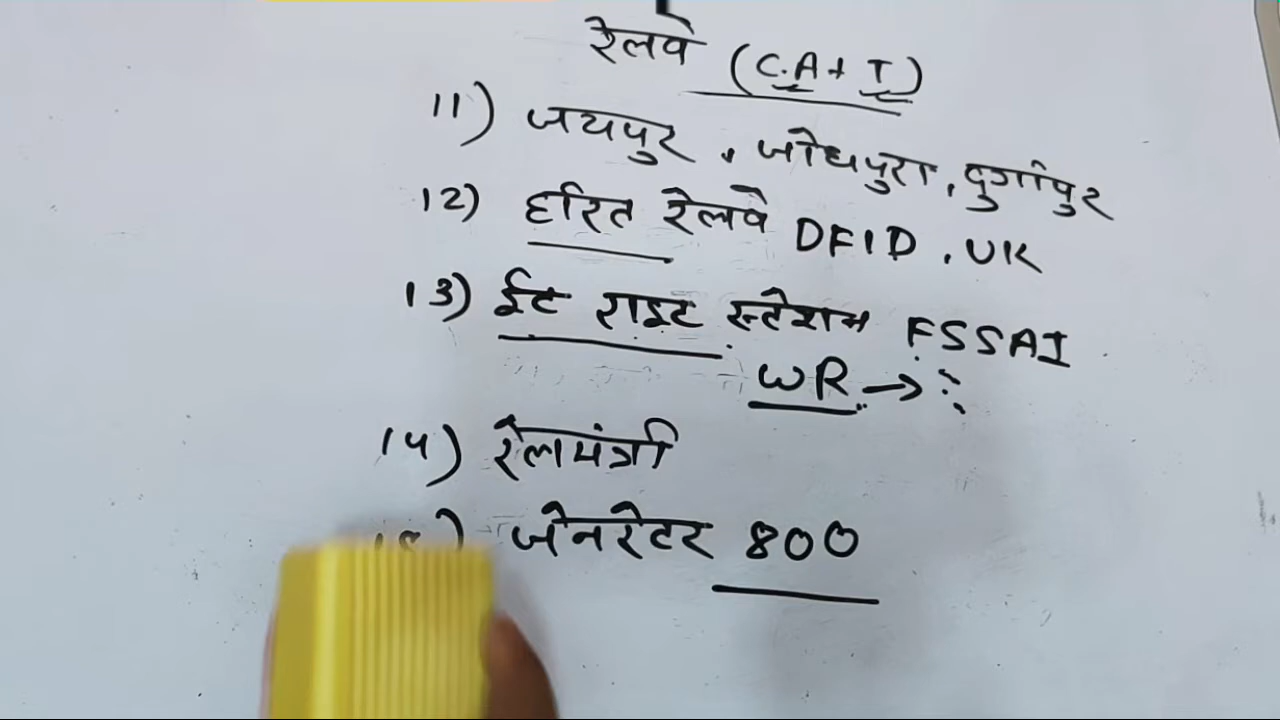 रेलवे (C.A + T)
11) जयपुर, जोधपुरा, दुर्गापुर
12) हरित रेलवे DFID, UK
13) ईट राइट स्टेशन FSSAI
WR →
14) रेलमंत्री
जेनरेटर 800